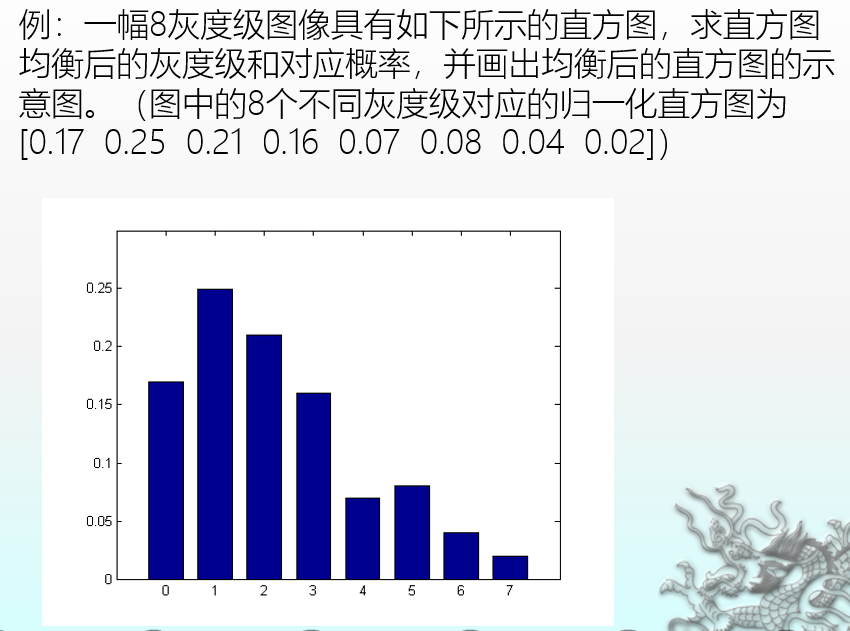 例：一幅8灰度级图像具有如下所示的直方图，求直方图
均衡后的灰度级和对应概率，并画出均衡后的直方图的示
意图。（图中的8个不同灰度级对应的归一化直方图为
[0.17 0.25 0.21 0.16 0.07 0.08 0.04 0.02]）
0.25
0.2
0.15
0.1
0.05
0
0 1 2 3 4 5 6 7